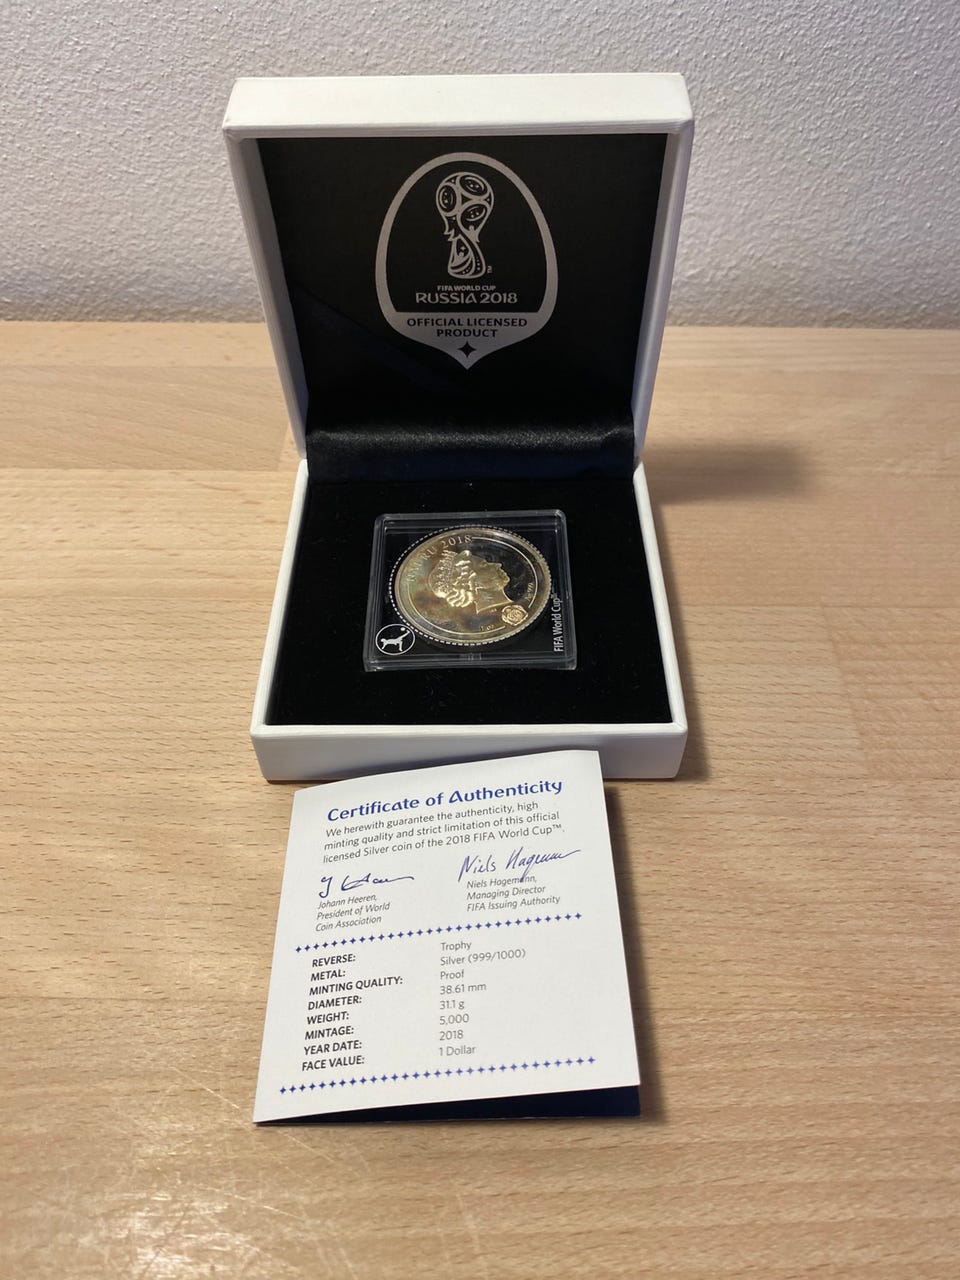 ™
FIFA WORLD CUP
RUSSIA 2018
OFFICIAL LICENSED
PRODUCT
2018
FIFA World Cup™
Certificate of Authenticity
We herewith guarantee the authenticity, high
minting quality and strict limitation of this official
licensed Silver coin of the 2018 FIFA World Cup™.
Niels Hagemann
Johann Heeren,
President of World
Coin Association
Niels Hagemann,
Managing Director
FIFA Issuing Authority
REVERSE: Trophy
METAL: Silver (999/1000)
MINTING QUALITY: Proof
DIAMETER: 38.61 mm
WEIGHT: 31.1 g
MINTAGE: 5,000
YEAR DATE: 2018
FACE VALUE: 1 Dollar